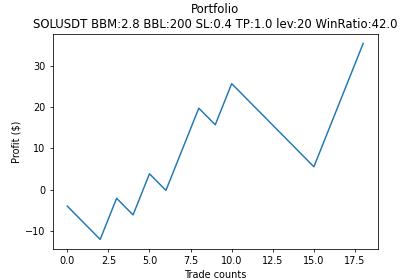 Portfolio
SOLUSDT BBM:2.8 BBL:200 SL:0.4 TP:1.0 lev:20 WinRatio:42.0
30
20
10
0
−10
Profit ($)
0.0 2.5 5.0 7.5 10.0 12.5 15.0 17.5
Trade counts